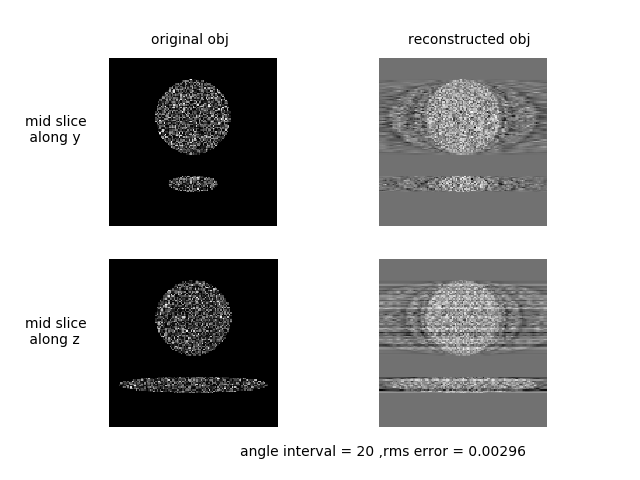 original obj
reconstructed obj
mid slice
along y
mid slice
along z
angle interval = 20 ,rms error = 0.00296